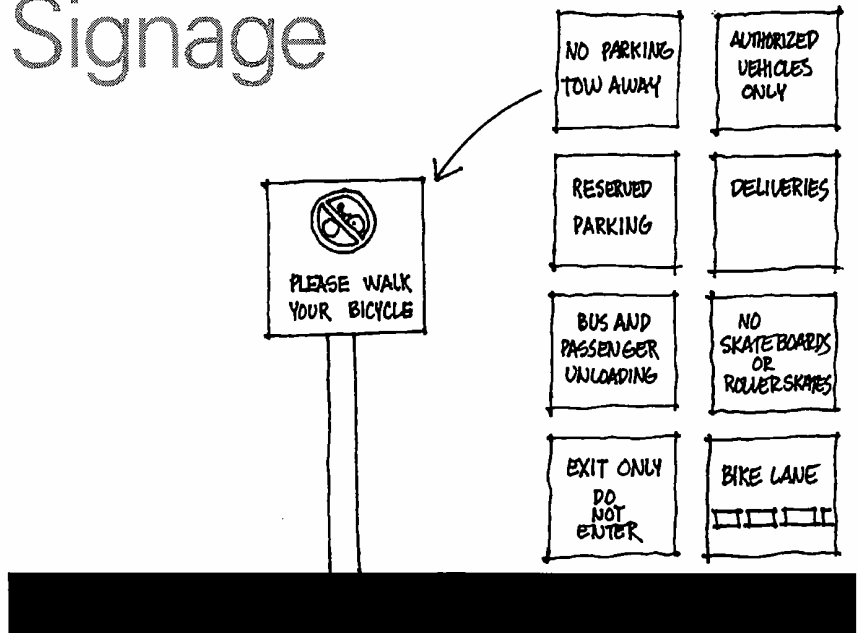 Signage
NO PARKING
TOW AWAY
AUTHORIZED
VEHICLES
ONLY
PLEASE WALK
YOUR BICYCLE
RESERVED
PARKING
DELIVERIES
BUS AND
PASSENGER
UNLOADING
NO
SKATEBOARDS
OR
ROLLERSKATES
EXIT ONLY
DO
NOT
ENTER
BIKE LANE